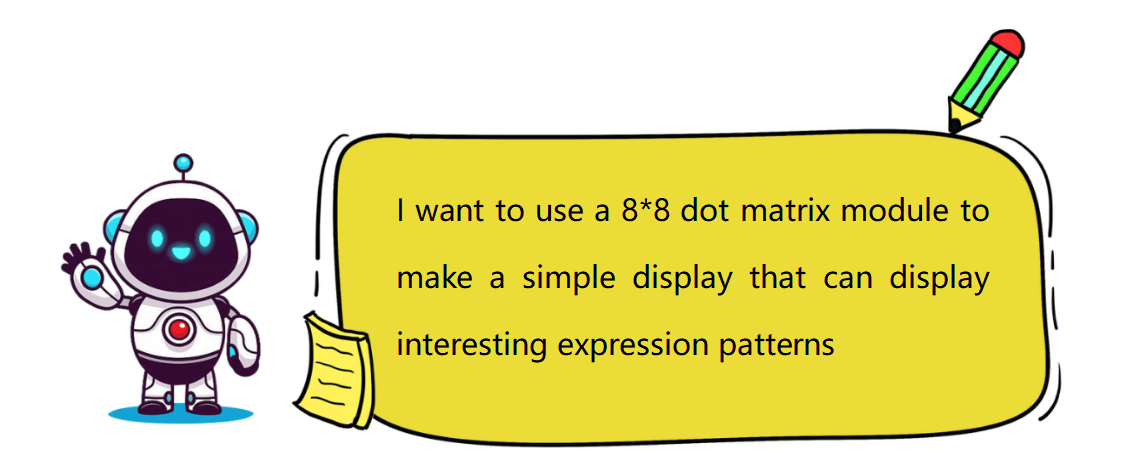 I want to use a 8*8 dot matrix module to
make a simple display that can display
interesting expression patterns